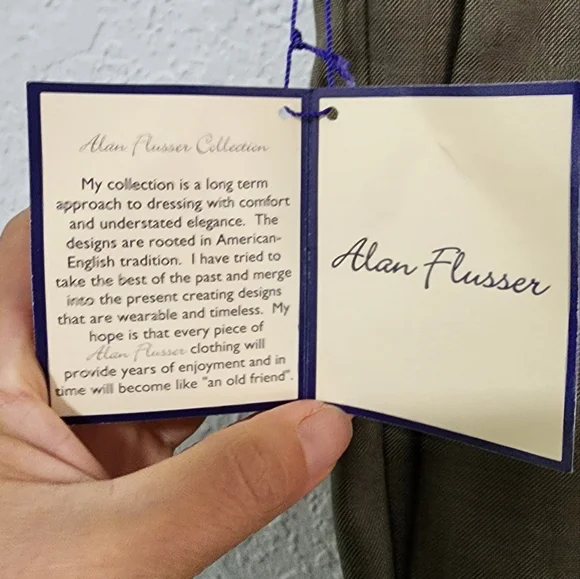 Alan Flusser Collection
My collection is a long term
approach to dressing with comfort
and understated elegance. The
designs are rooted in American-
English tradition. I have tried to
take the best of the past and merge
into the present creating designs
that are wearable and timeless. My
hope is that every piece of
Alan Flusser clothing will
provide years of enjoyment and in
time will become like "an old friend".
Alan Flusser